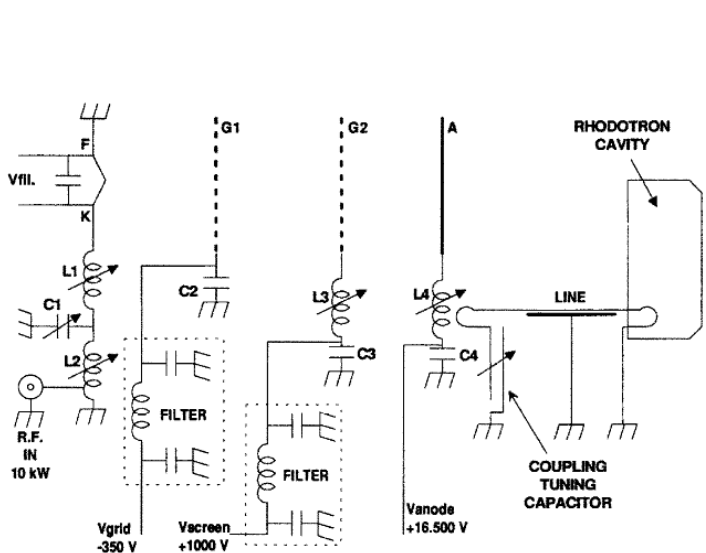 G1
G2
A
RHODOTRON
CAVITY
F
Vfil.
K
L1
C1
C2
L3
L4
LINE
L2
C3
C4
R.F.
IN
10 kW
FILTER
FILTER
COUPLING
TUNING
CAPACITOR
Vgrid
-350 V
Vscreen
+1000 V
Vanode
+16.500 V